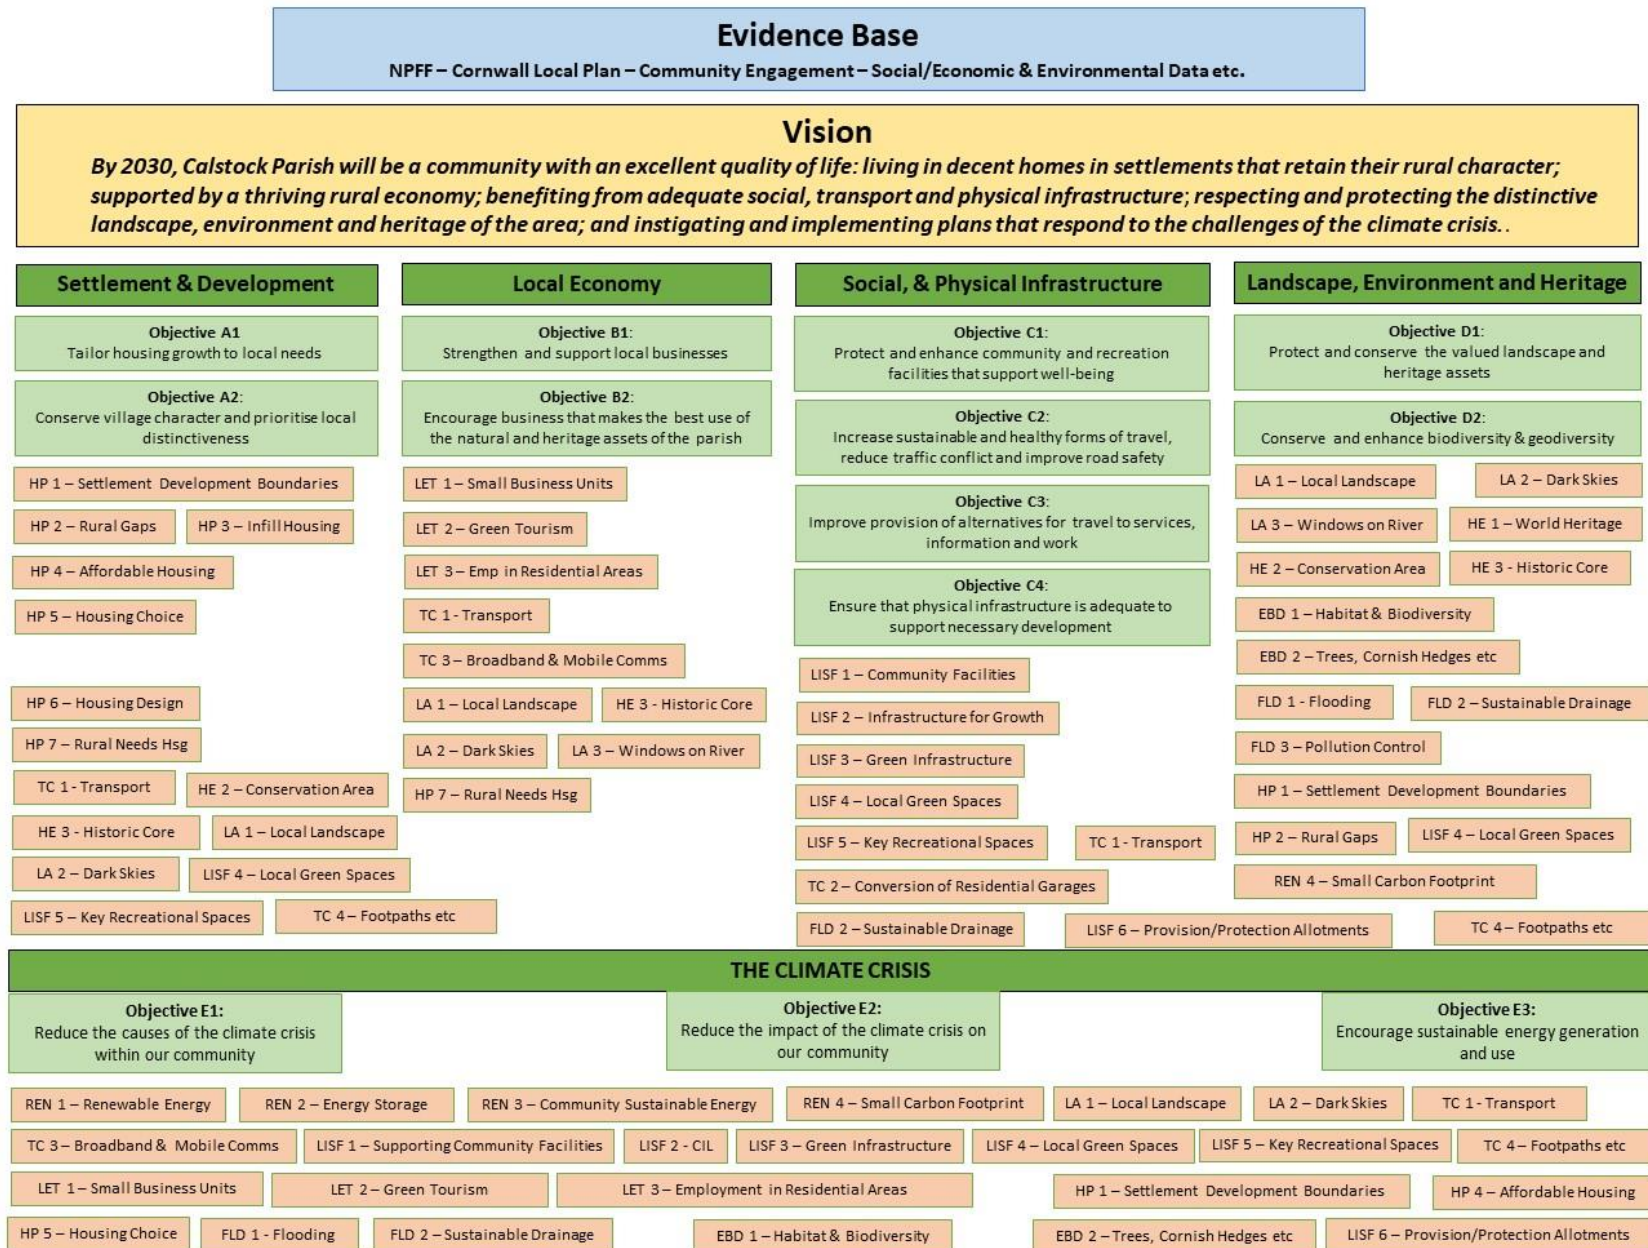 Evidence Base
NPFF – Cornwall Local Plan – Community Engagement – Social/Economic & Environmental Data etc.
Vision
By 2030, Calstock Parish will be a community with an excellent quality of life: living in decent homes in settlements that retain their rural character;
supported by a thriving rural economy; benefiting from adequate social, transport and physical infrastructure; respecting and protecting the distinctive
landscape, environment and heritage of the area; and instigating and implementing plans that respond to the challenges of the climate crisis..
Settlement & Development
Objective A1
Tailor housing growth to local needs
Objective A2:
Conserve village character and prioritise local
distinctiveness
HP 1 – Settlement Development Boundaries
HP 2 – Rural Gaps
HP 3 – Infill Housing
HP 4 – Affordable Housing
HP 5 – Housing Choice
HP 6 – Housing Design
HP 7 – Rural Needs Hsg
TC 1 - Transport
HE 2 – Conservation Area
HE 3 - Historic Core
LA 1 – Local Landscape
LA 2 – Dark Skies
LISF 4 – Local Green Spaces
LISF 5 – Key Recreational Spaces
TC 4 – Footpaths etc
Local Economy
Objective B1:
Strengthen and support local businesses
Objective B2:
Encourage business that makes the best use of
the natural and heritage assets of the parish
LET 1 – Small Business Units
LET 2 – Green Tourism
LET 3 – Emp in Residential Areas
TC 1 - Transport
TC 3 – Broadband & Mobile Comms
LA 1 – Local Landscape
HE 3 - Historic Core
LA 2 – Dark Skies
LA 3 – Windows on River
HP 7 – Rural Needs Hsg
Social, & Physical Infrastructure
Objective C1:
Protect and enhance community and recreation
facilities that support well-being
Objective C2:
Increase sustainable and healthy forms of travel,
reduce traffic conflict and improve road safety
Objective C3:
Improve provision of alternatives for travel to services,
information and work
Objective C4:
Ensure that physical infrastructure is adequate to
support necessary development
LISF 1 – Community Facilities
LISF 2 – Infrastructure for Growth
LISF 3 – Green Infrastructure
LISF 4 – Local Green Spaces
LISF 5 – Key Recreational Spaces
TC 1 - Transport
TC 2 – Conversion of Residential Garages
FLD 2 – Sustainable Drainage
LISF 6 – Provision/Protection Allotments
Landscape, Environment and Heritage
Objective D1:
Protect and conserve the valued landscape and
heritage assets
Objective D2:
Conserve and enhance biodiversity & geodiversity
LA 1 – Local Landscape
LA 2 – Dark Skies
LA 3 – Windows on River
HE 1 – World Heritage
HE 2 – Conservation Area
HE 3 - Historic Core
EBD 1 – Habitat & Biodiversity
EBD 2 – Trees, Cornish Hedges etc
FLD 1 - Flooding
FLD 2 – Sustainable Drainage
FLD 3 – Pollution Control
HP 1 – Settlement Development Boundaries
HP 2 – Rural Gaps
LISF 4 – Local Green Spaces
REN 4 – Small Carbon Footprint
TC 4 – Footpaths etc
THE CLIMATE CRISIS
Objective E1:
Reduce the causes of the climate crisis
within our community
Objective E2:
Reduce the impact of the climate crisis on
our community
Objective E3:
Encourage sustainable energy generation
and use
REN 1 – Renewable Energy
REN 2 – Energy Storage
REN 3 – Community Sustainable Energy
REN 4 – Small Carbon Footprint
LA 1 – Local Landscape
LA 2 – Dark Skies
TC 1 - Transport
TC 3 – Broadband & Mobile Comms
LISF 1 – Supporting Community Facilities
LISF 2 - CIL
LISF 3 – Green Infrastructure
LISF 4 – Local Green Spaces
LISF 5 – Key Recreational Spaces
TC 4 – Footpaths etc
LET 1 – Small Business Units
LET 2 – Green Tourism
LET 3 – Employment in Residential Areas
HP 1 – Settlement Development Boundaries
HP 4 – Affordable Housing
HP 5 – Housing Choice
FLD 1 - Flooding
FLD 2 – Sustainable Drainage
EBD 1 – Habitat & Biodiversity
EBD 2 – Trees, Cornish Hedges etc
LISF 6 – Provision/Protection Allotments